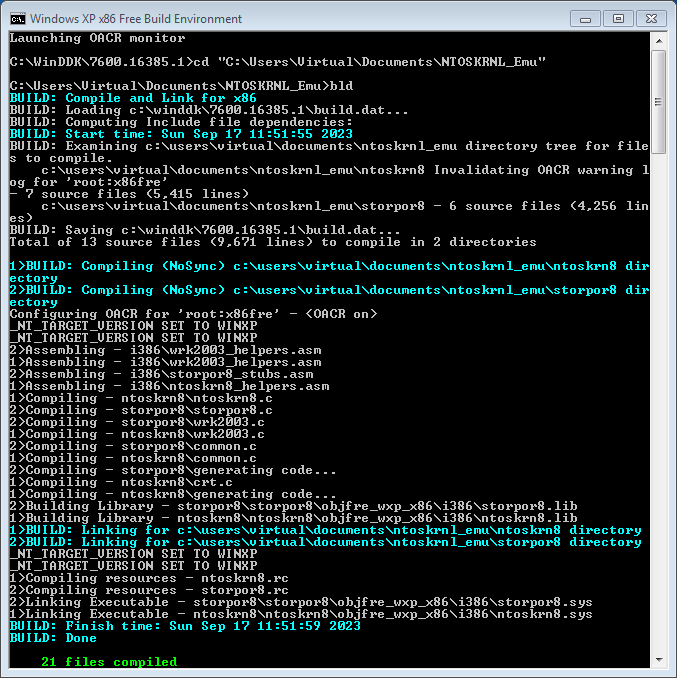 Windows XP x86 Free Build Environment
Launching OACR monitor
C:\WinDDK\7600.16385.1>cd "C:\Users\Virtual\Documents\NTOSKRNL_Emu"
C:\Users\Virtual\Documents\NTOSKRNL_Emu>bld
BUILD: Compile and Link for x86
BUILD: Loading c:\winddk\7600.16385.1\build.dat...
BUILD: Computing Include file dependencies:
BUILD: Start time: Sun Sep 17 11:51:55 2023
BUILD: Examining c:\users\virtual\documents\ntoskrnl_emu directory tree for file
s to compile.
c:\users\virtual\documents\ntoskrnl_emu\ntoskrn8 Invalidating OACR warning l
og for 'root:x86fre'
- 7 source files (5,415 lines)
c:\users\virtual\documents\ntoskrnl_emu\storpor8 - 6 source files (4,256 lin
es)
BUILD: Saving c:\winddk\7600.16385.1\build.dat...
Total of 13 source files (9,671 lines) to compile in 2 directories
1>BUILD: Compiling (NoSync) c:\users\virtual\documents\ntoskrnl_emu\ntoskrn8 dir
ectory
2>BUILD: Compiling (NoSync) c:\users\virtual\documents\ntoskrnl_emu\storpor8 dir
ectory
Configuring OACR for 'root:x86fre' - <OACR on>
_NT_TARGET_VERSION SET TO WINXP
_NT_TARGET_VERSION SET TO WINXP
2>Assembling - i386\wrk2003_helpers.asm
1>Assembling - i386\wrk2003_helpers.asm
2>Assembling - i386\storpor8_stubs.asm
1>Assembling - i386\ntoskrn8_helpers.asm
1>Compiling - ntoskrn8\ntoskrn8.c
2>Compiling - storpor8\storpor8.c
2>Compiling - storpor8\wrk2003.c
1>Compiling - ntoskrn8\wrk2003.c
2>Compiling - storpor8\common.c
1>Compiling - ntoskrn8\common.c
2>Compiling - storpor8\generating code...
1>Compiling - ntoskrn8\crt.c
1>Compiling - ntoskrn8\generating code...
2>Building Library - storpor8\storpor8\objfre_wxp_x86\i386\storpor8.lib
1>Building Library - ntoskrn8\ntoskrn8\objfre_wxp_x86\i386\ntoskrn8.lib
1>BUILD: Linking for c:\users\virtual\documents\ntoskrnl_emu\ntoskrn8 directory
2>BUILD: Linking for c:\users\virtual\documents\ntoskrnl_emu\storpor8 directory
_NT_TARGET_VERSION SET TO WINXP
_NT_TARGET_VERSION SET TO WINXP
1>Compiling resources - ntoskrn8.rc
2>Compiling resources - storpor8.rc
2>Linking Executable - storpor8\storpor8\objfre_wxp_x86\i386\storpor8.sys
1>Linking Executable - ntoskrn8\ntoskrn8\objfre_wxp_x86\i386\ntoskrn8.sys
BUILD: Finish time: Sun Sep 17 11:51:59 2023
BUILD: Done
21 files compiled